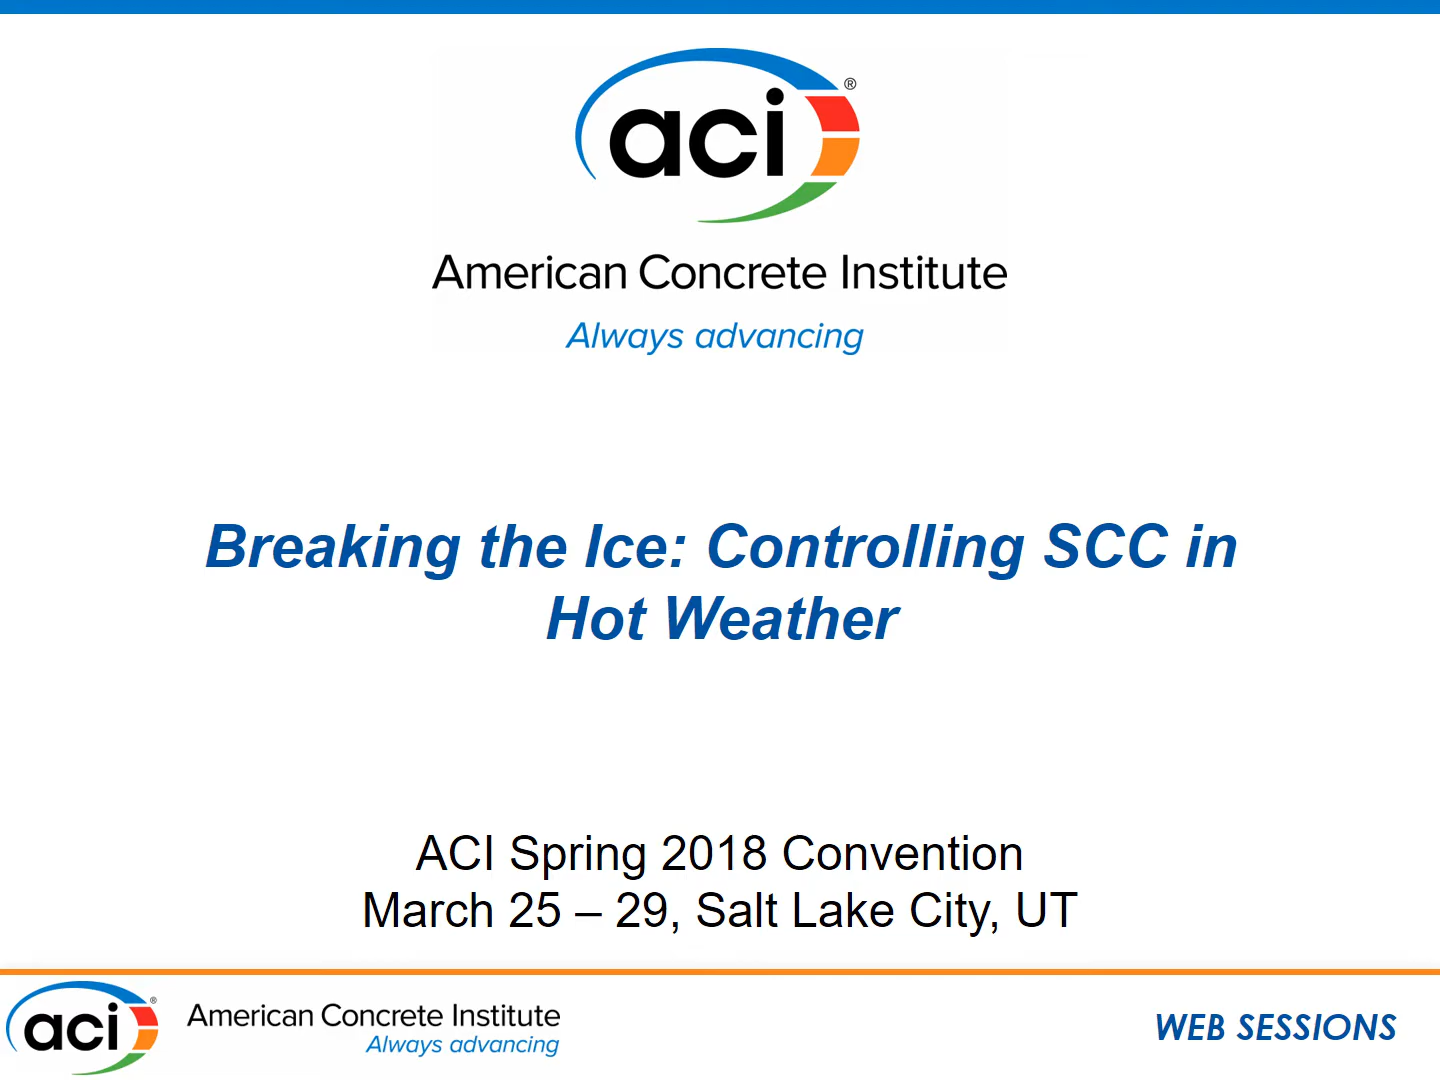 aci®
American Concrete Institute
Always advancing
Breaking the Ice: Controlling SCC in
Hot Weather
ACI Spring 2018 Convention
March 25 – 29, Salt Lake City, UT
aci®
American Concrete Institute
Always advancing
WEB SESSIONS